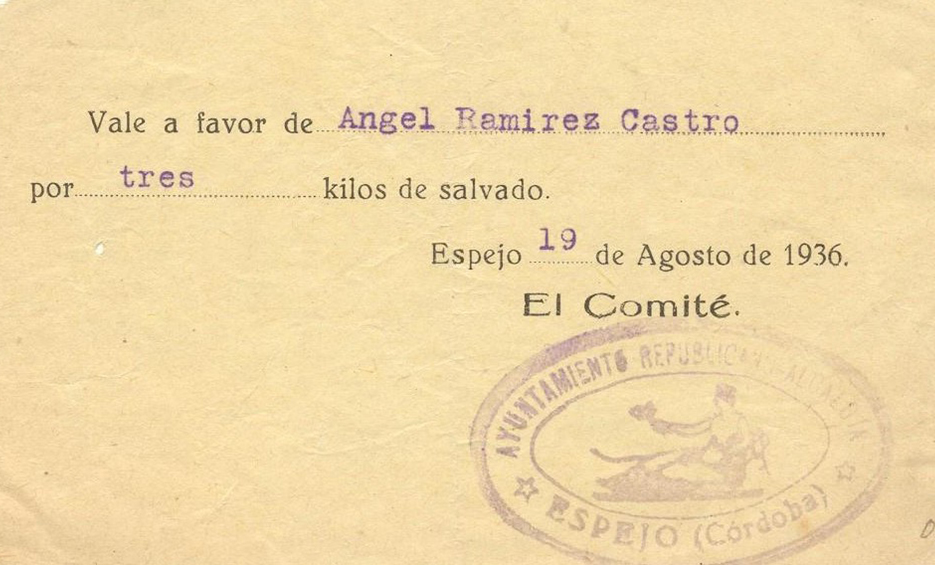 Vale a favor de Angel Ramirez Castro
por tres kilos de salvado.
Espejo 19 de Agosto de 1936.
El Comité.
AYUNTAMIENTO REPUBLICANO - ALCALDIA
ESPEJO (Córdoba)